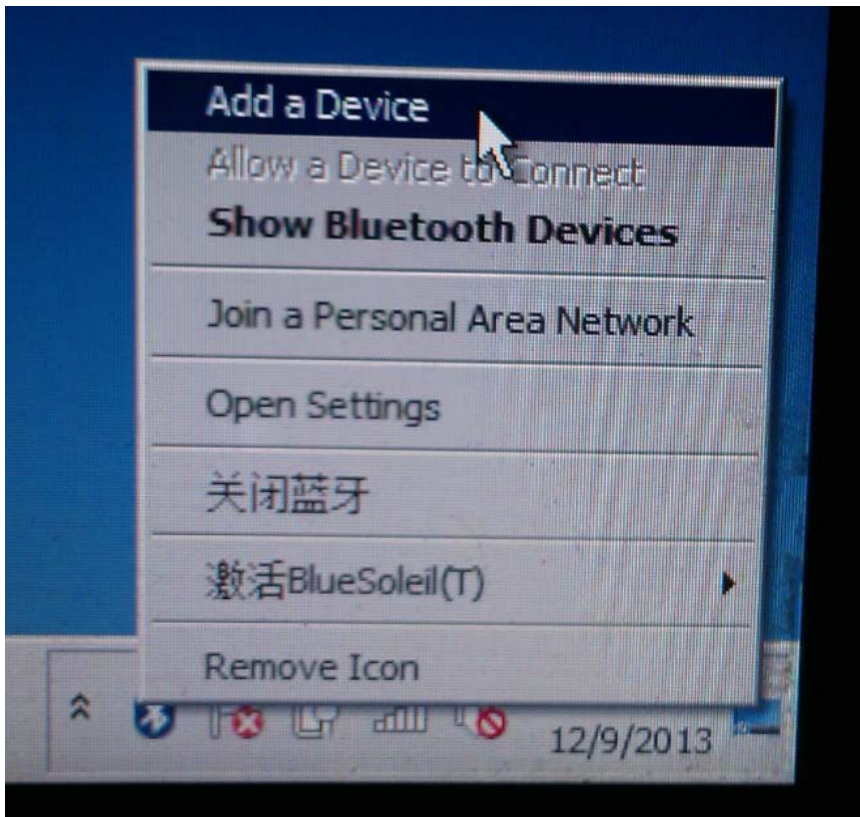 Add a Device
Allow a Device to Connect
Show Bluetooth Devices
Join a Personal Area Network
Open Settings
关闭蓝牙
激活BlueSoleil(T)
Remove Icon
12/9/2013